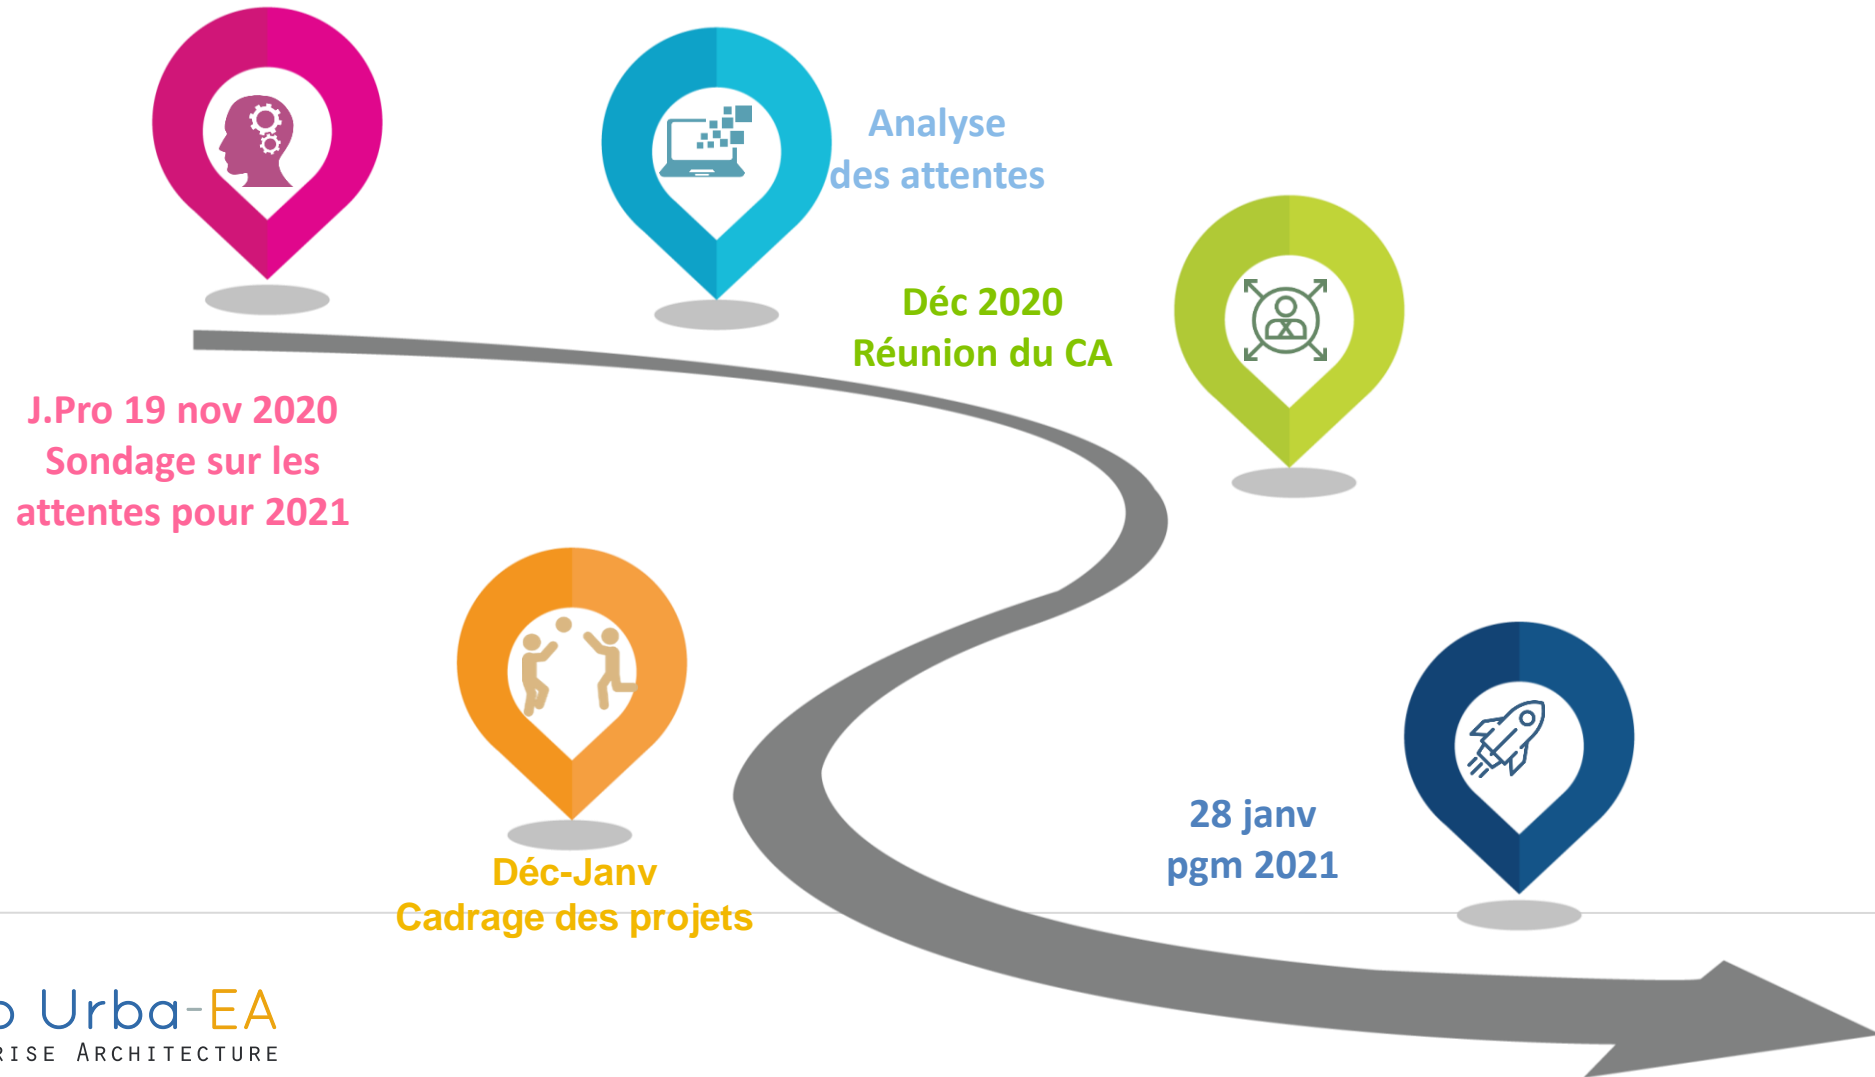 J.Pro 19 nov 2020
Sondage sur les
attentes pour 2021
Analyse
des attentes
Déc 2020
Réunion du CA
Déc-Janv
Cadrage des projets
28 janv
pgm 2021
Urba-EA
ARCHITECTURE